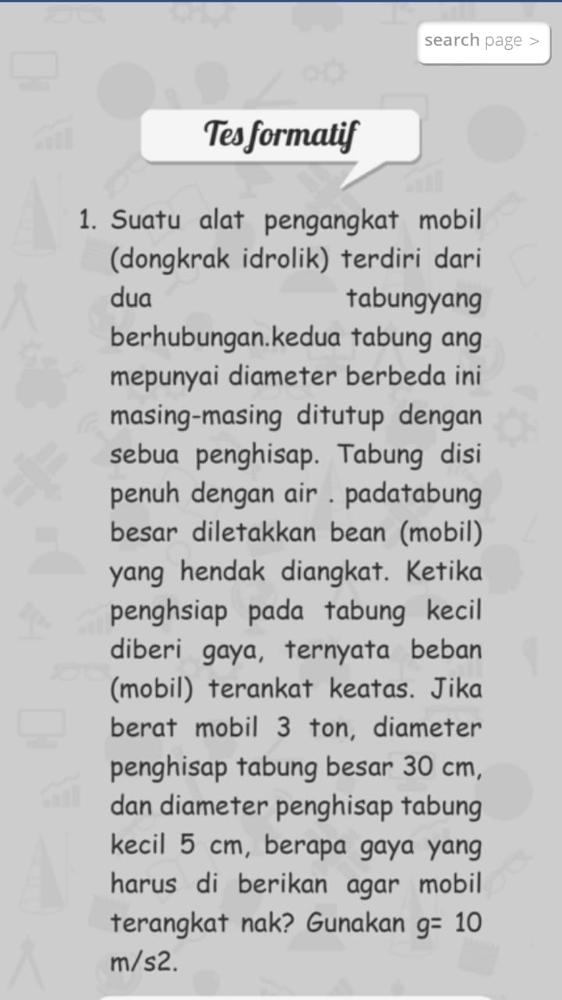 search page >
Tes formatif
1. Suatu alat pengangkat mobil
(dongkrak idrolik) terdiri dari
dua tabungyang
berhubungan.kedua tabung ang
mepunyai diameter berbeda ini
masing-masing ditutup dengan
sebua penghisap. Tabung disi
penuh dengan air . padatabung
besar diletakkan bean (mobil)
yang hendak diangkat. Ketika
penghsiap pada tabung kecil
diberi gaya, ternyata beban
(mobil) terankat keatas. Jika
berat mobil 3 ton, diameter
penghisap tabung besar 30 cm,
dan diameter penghisap tabung
kecil 5 cm, berapa gaya yang
harus di berikan agar mobil
terangkat nak? Gunakan g= 10
m/s2.